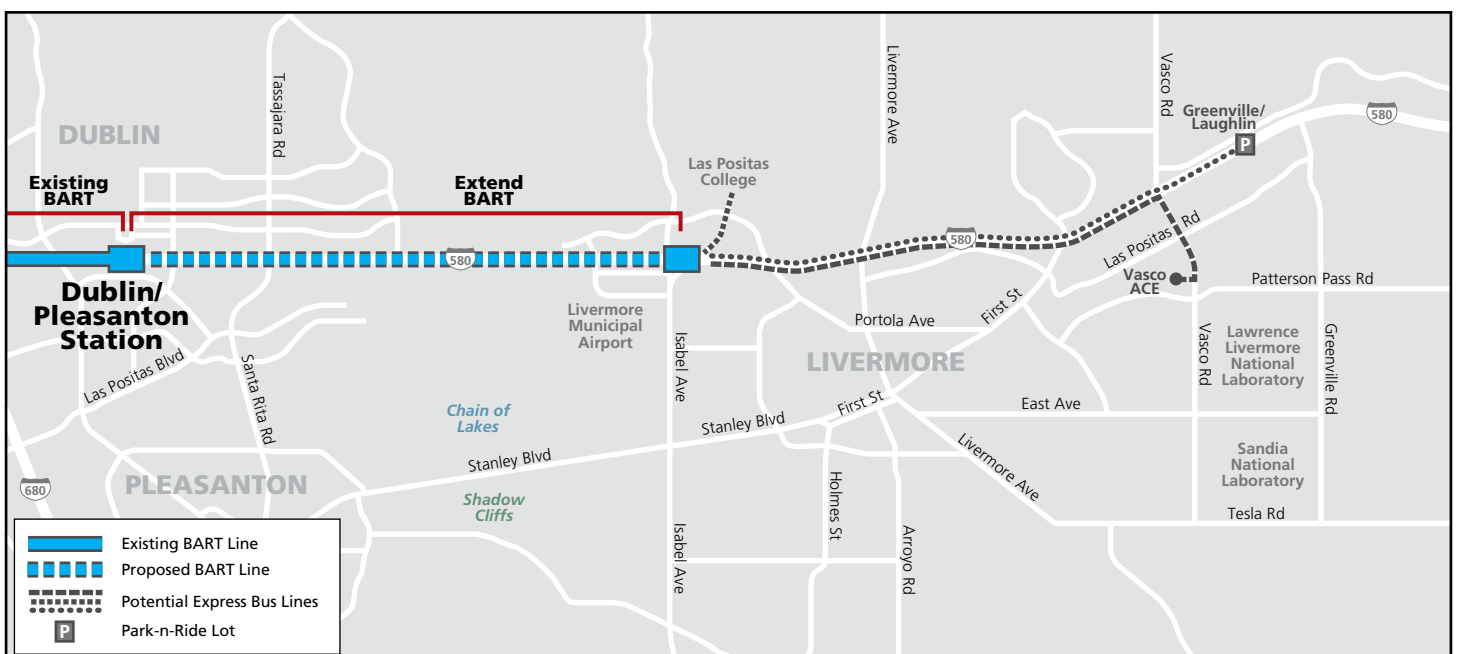 Tassajara Rd
Livermore Ave
Vasco Rd
Greenville/
Laughlin
P
580
DUBLIN
Existing
BART
Extend
BART
Las Positas
College
580
580
Las Positas Rd
Vasco
ACE
Patterson Pass Rd
Dublin/
Pleasanton
Station
Livermore
Municipal
Airport
Isabel Ave
Portola Ave
First St
LIVERMORE
Vasco Rd
Lawrence
Livermore
National
Laboratory
Greenville Rd
Las Positas Blvd
Santa Rita Rd
Chain of
Lakes
Stanley Blvd
First St
East Ave
Stanley Blvd
Livermore Ave
Sandia
National
Laboratory
680
PLEASANTON
Shadow
Cliffs
Holmes St
Tesla Rd
Isabel Ave
Arroyo Rd
Existing BART Line
Proposed BART Line
Potential Express Bus Lines
P
Park-n-Ride Lot